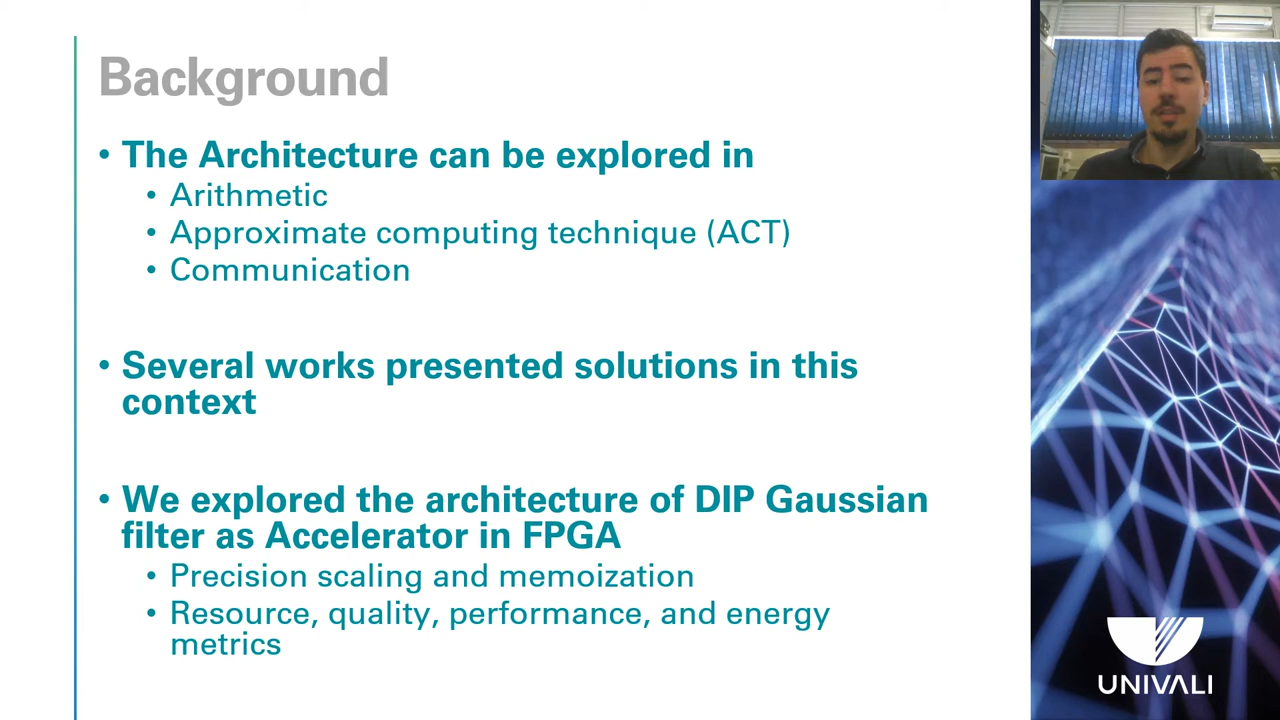 Background
• The Architecture can be explored in
• Arithmetic
• Approximate computing technique (ACT)
• Communication
• Several works presented solutions in this
context
• We explored the architecture of DIP Gaussian
filter as Accelerator in FPGA
• Precision scaling and memoization
• Resource, quality, performance, and energy
metrics
UNIVALI